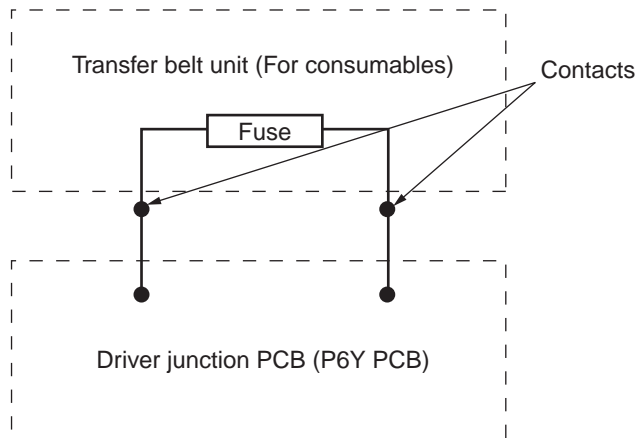 Transfer belt unit (For consumables)
Contacts
Fuse
Driver junction PCB (P6Y PCB)